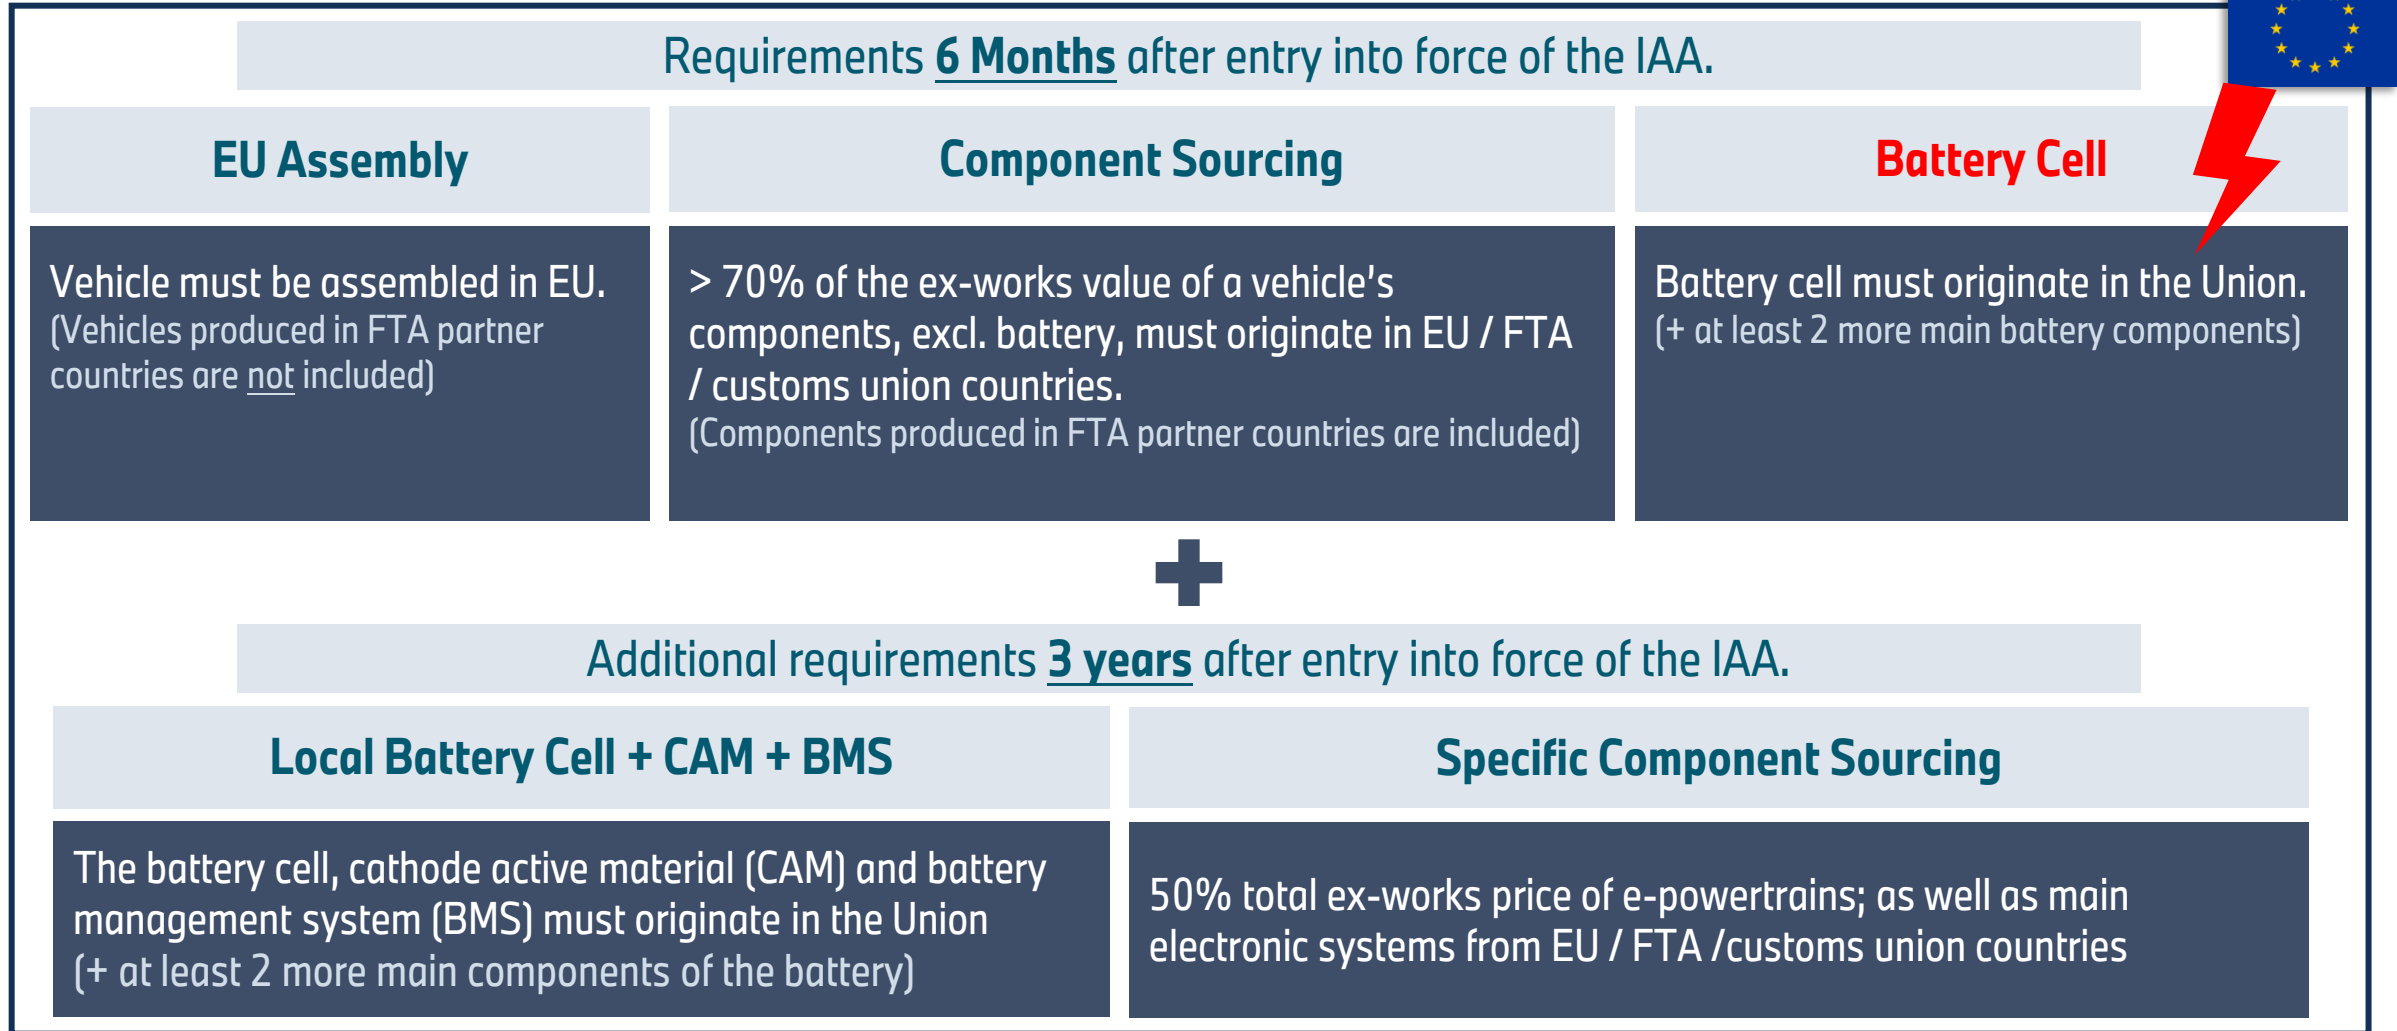 Requirements 6 Months after entry into force of the IAA.
EU Assembly
Vehicle must be assembled in EU.
(Vehicles produced in FTA partner
countries are not included)
Component Sourcing
> 70% of the ex-works value of a vehicle's
components, excl. battery, must originate in EU / FTA
/ customs union countries.
(Components produced in FTA partner countries are included)
Battery Cell
Battery cell must originate in the Union.
(+ at least 2 more main battery components)
Additional requirements 3 years after entry into force of the IAA.
Local Battery Cell + CAM + BMS
The battery cell, cathode active material (CAM) and battery
management system (BMS) must originate in the Union
(+ at least 2 more main components of the battery)
Specific Component Sourcing
50% total ex-works price of e-powertrains; as well as main
electronic systems from EU / FTA /customs union countries